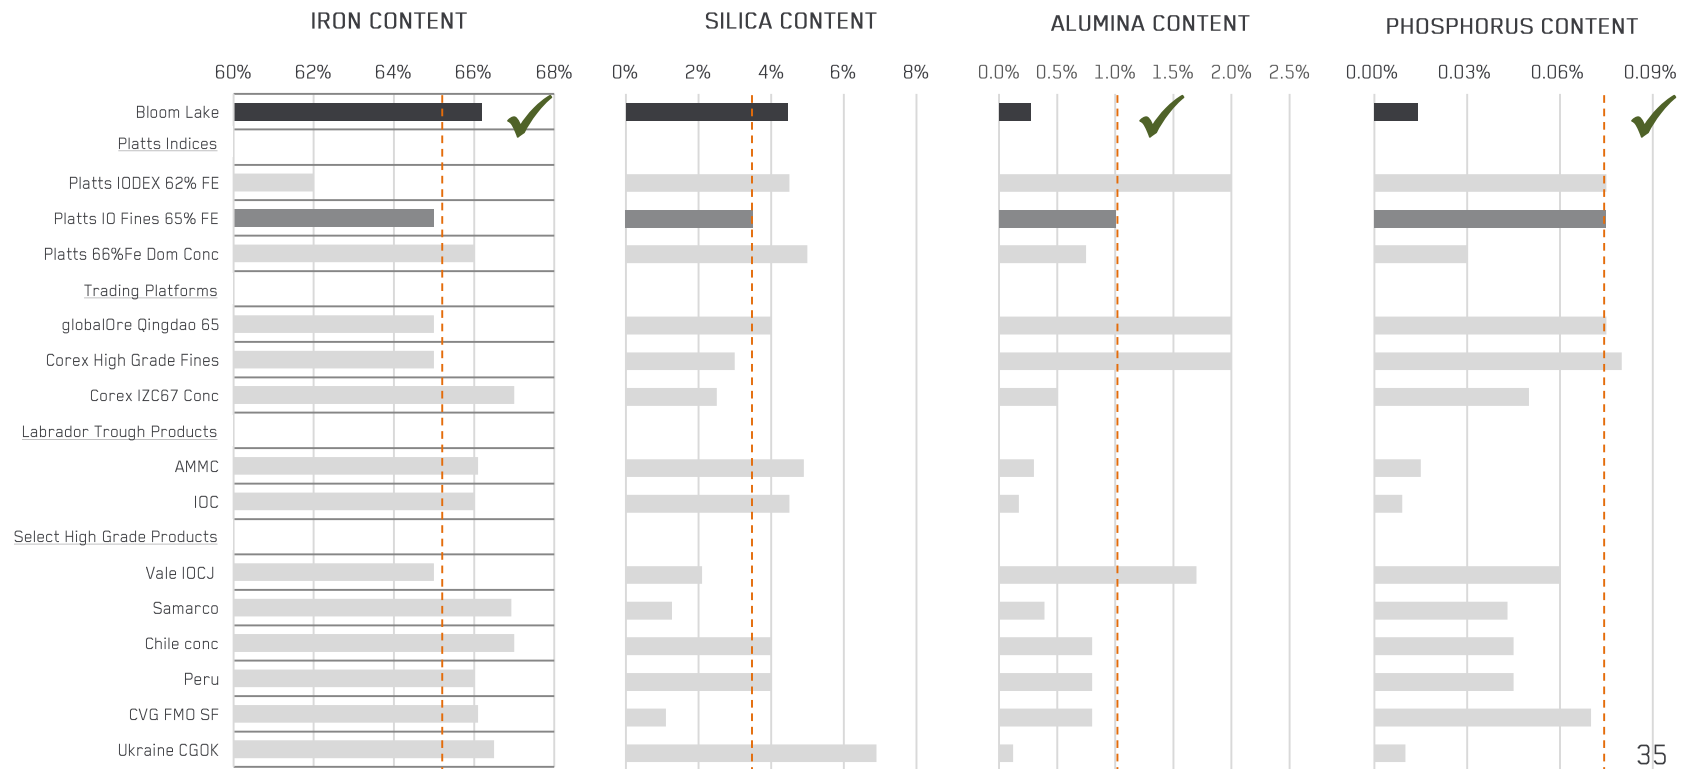 IRON CONTENT
SILICA CONTENT
ALUMINA CONTENT
PHOSPHORUS CONTENT
60% 62% 64% 66% 68%
0% 2% 4% 6% 8%
0.0% 0.5% 1.0% 1.5% 2.0% 2.5%
0.00% 0.03% 0.06% 0.09%
Bloom Lake
Platts Indices
Platts IODEX 62% FE
Platts IO Fines 65% FE
Platts 66%Fe Dom Conc
Trading Platforms
globalOre Qingdao 65
Corex High Grade Fines
Corex IZC67 Conc
Labrador Trough Products
AMMC
IOC
Select High Grade Products
Vale IOCJ
Samarco
Chile conc
Peru
CVG FMO SF
Ukraine CGOK
35